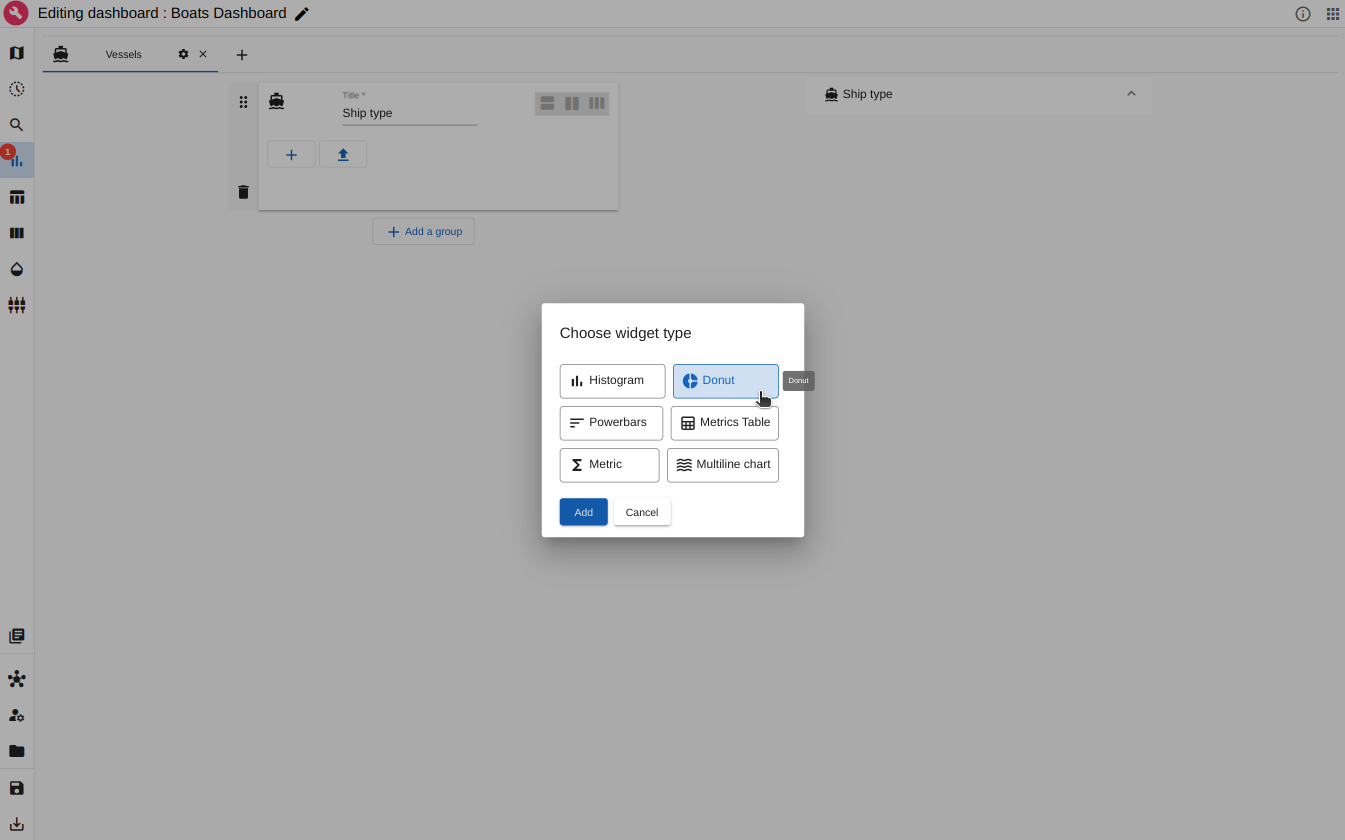 Editing dashboard : Boats Dashboard
Vessels
Title *
Ship type
Ship type
1
Add a group
Choose widget type
Histogram
Donut
Donut
Powerbars
Metrics Table
Metric
Multiline chart
Add
Cancel